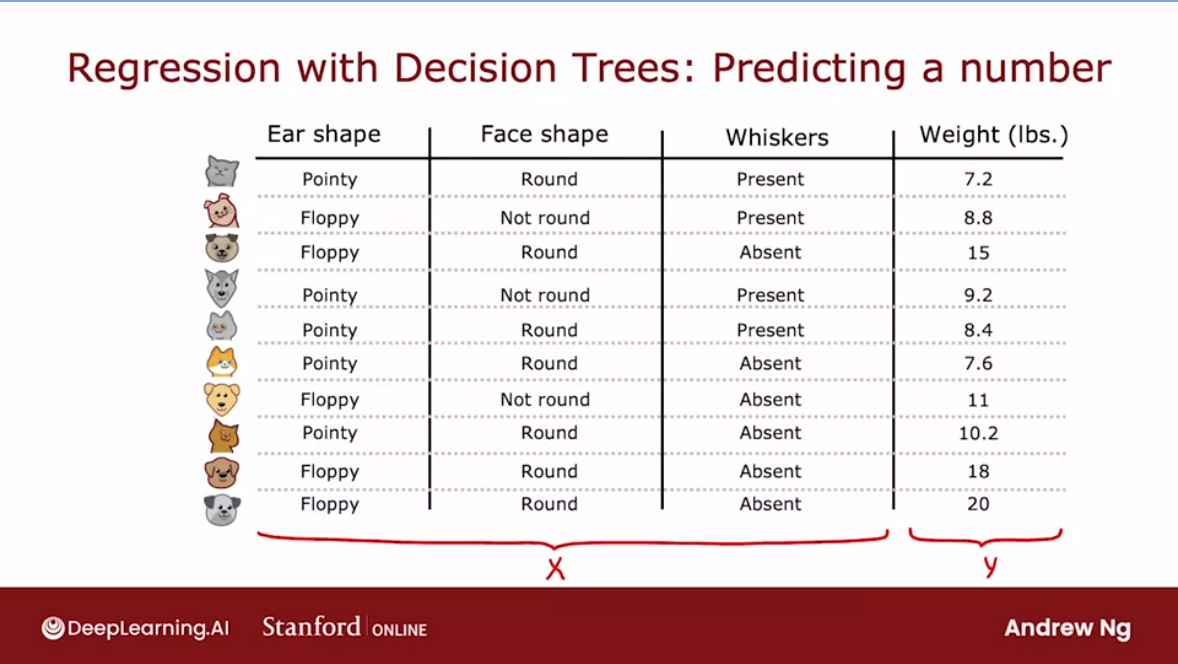 Regression with Decision Trees: Predicting a number
Ear shape Face shape Whiskers Weight (lbs.)
Pointy Round Present 7.2
Floppy Not round Present 8.8
Floppy Round Absent 15
Pointy Not round Present 9.2
Pointy Round Present 8.4
Pointy Round Absent 7.6
Floppy Not round Absent 11
Pointy Round Absent 10.2
Floppy Round Absent 18
Floppy Round Absent 20
X y
DeepLearning.AI Stanford ONLINE Andrew Ng